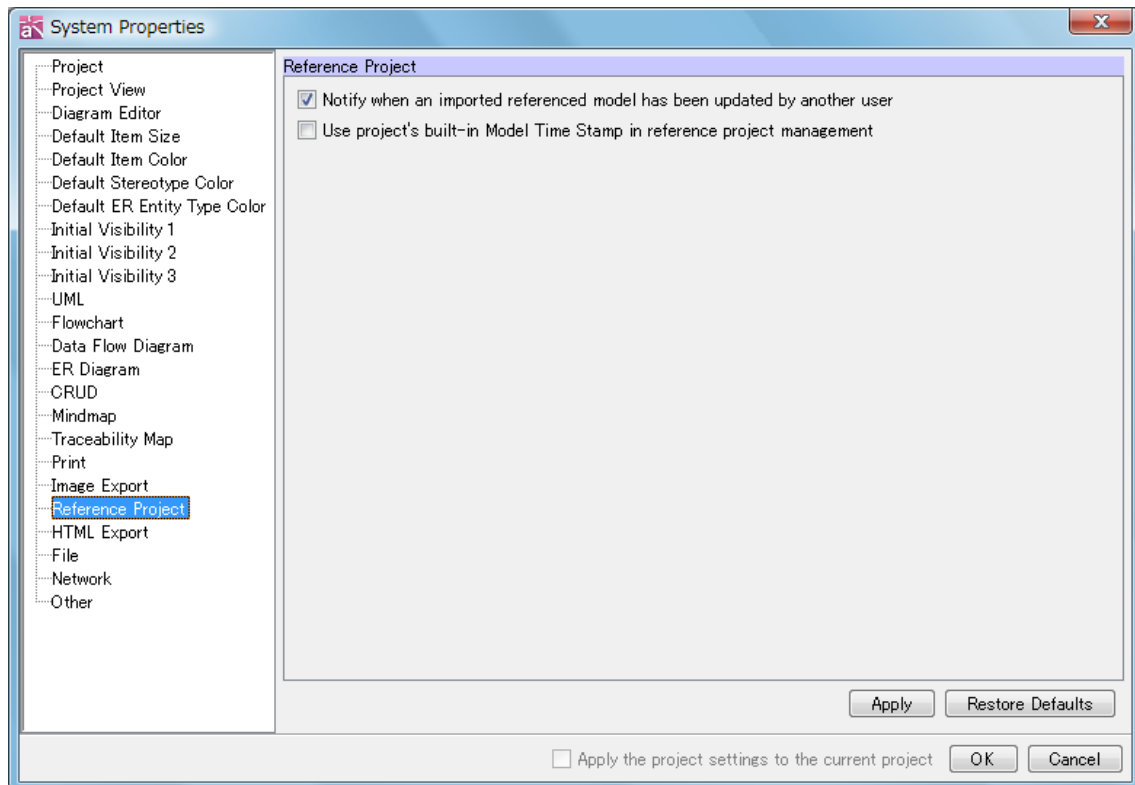 System Properties
Project
Project View
Diagram Editor
Default Item Size
Default Item Color
Default Stereotype Color
Default ER Entity Type Color
Initial Visibility 1
Initial Visibility 2
Initial Visibility 3
UML
Flowchart
Data Flow Diagram
ER Diagram
CRUD
Mindmap
Traceability Map
Print
Image Export
Reference Project
HTML Export
File
Network
Other
Reference Project
Notify when an imported referenced model has been updated by another user
Use project's built-in Model Time Stamp in reference project management
Apply Restore Defaults
Apply the project settings to the current project OK Cancel